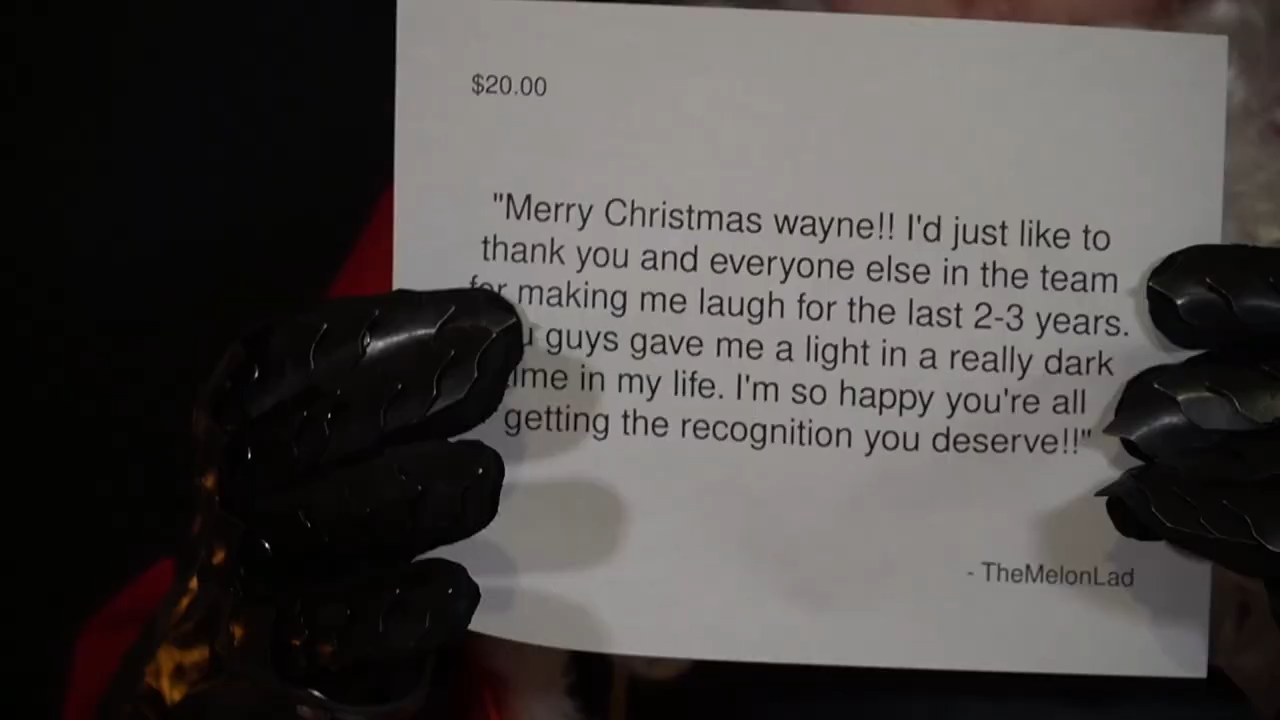 $20.00
"Merry Christmas wayne!! I'd just like to
thank you and everyone else in the team
for making me laugh for the last 2-3 years.
guys gave me a light in a really dark
in my life. I'm so happy you're all
getting the recognition you deserve!!"
- TheMelonLad